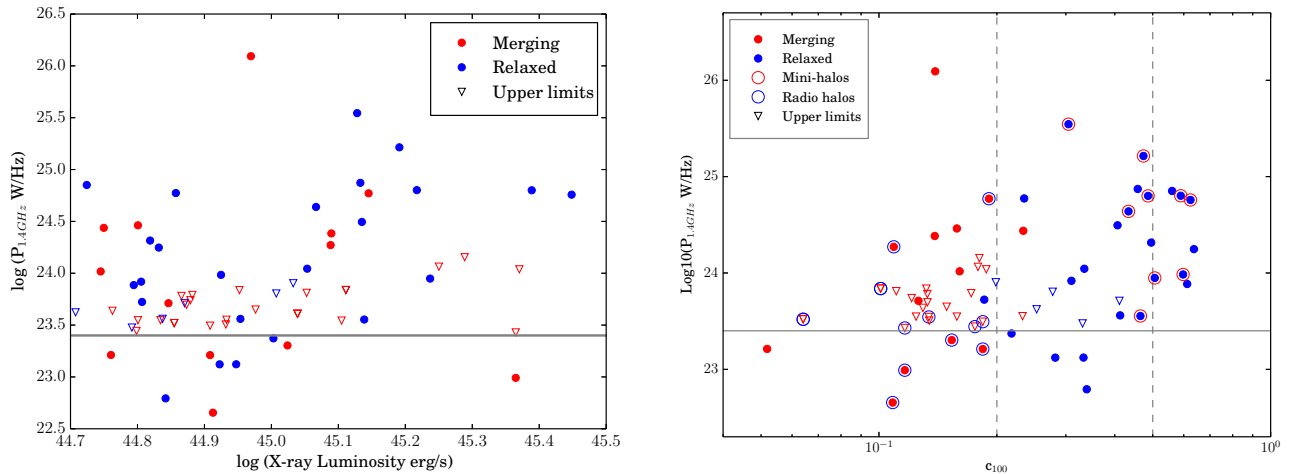 26.0
25.5
25.0
24.5
24.0
23.5
23.0
22.5
log (P1.4GHz W/Hz)
Merging
Relaxed
Upper limits
44.7 44.8 44.9 45.0 45.1 45.2 45.3 45.4 45.5
log (X-ray Luminosity erg/s)
26
25
24
23
Log10(P1.4GHz W/Hz)
Merging
Relaxed
Mini-halos
Radio halos
Upper limits
10⁻¹ 10⁰
c100